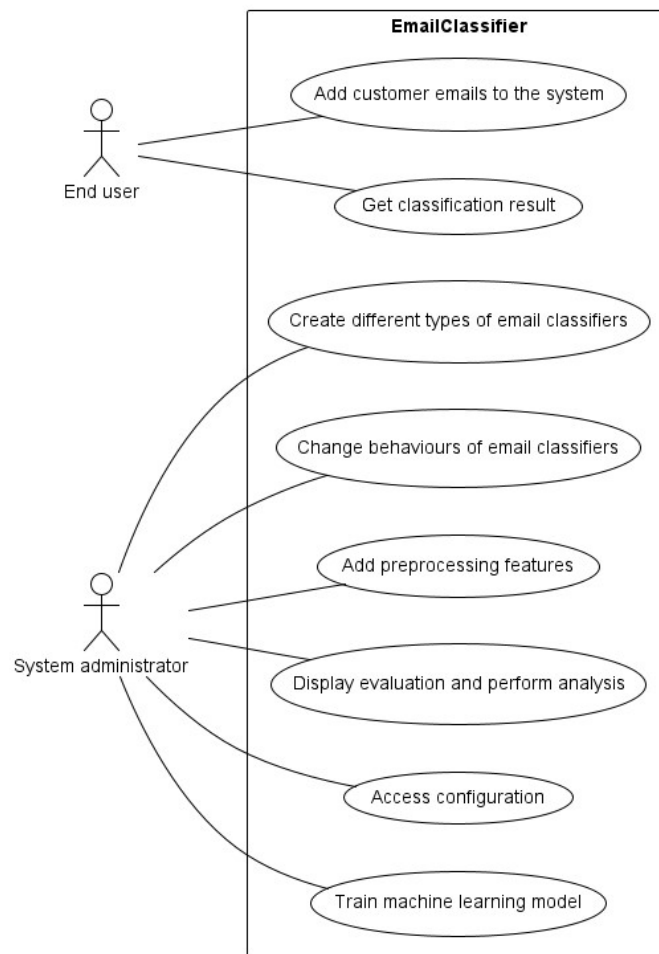 EmailClassifier
Add customer emails to the system
End user
Get classification result
Create different types of email classifiers
Change behaviours of email classifiers
Add preprocessing features
System administrator
Display evaluation and perform analysis
Access configuration
Train machine learning model